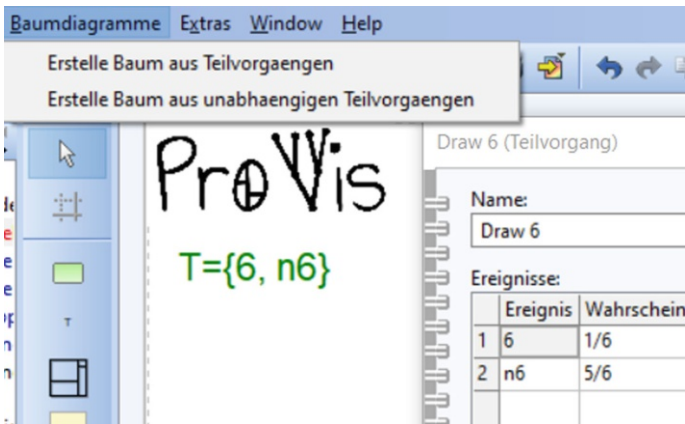 Baumdiagramme Extras Window Help
Erstelle Baum aus Teilvorgaengen
Erstelle Baum aus unabhaengigen Teilvorgaengen
ProVis
T={6, n6}
Draw 6 (Teilvorgang)
Name:
Draw 6
Ereignisse:
Ereignis Wahrschein
1 6 1/6
2 n6 5/6
T